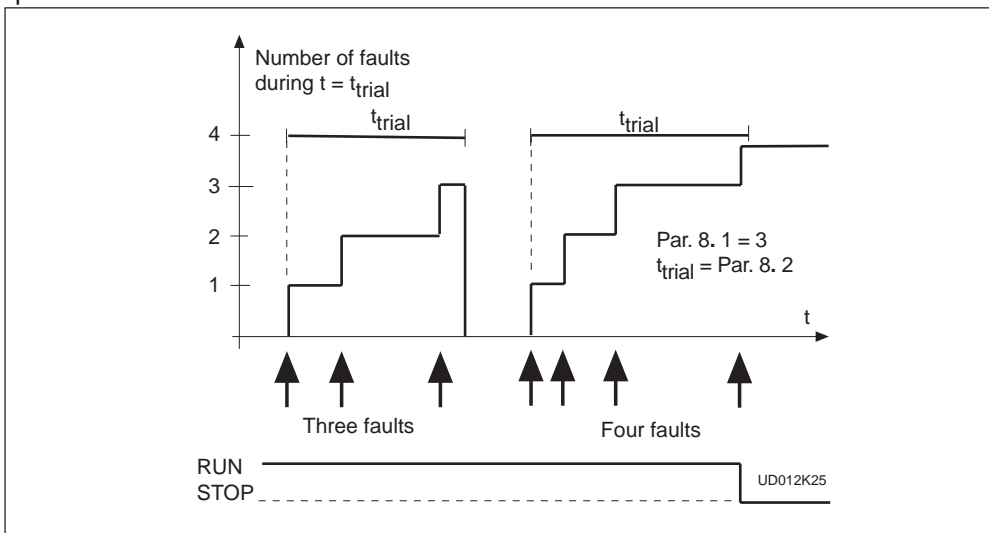 Number of faults
during t = ttrial
ttrial
ttrial
4
3
2
1
Par. 8. 1 = 3
ttrial = Par. 8. 2
t
Three faults
Four faults
RUN
STOP
UD012K25